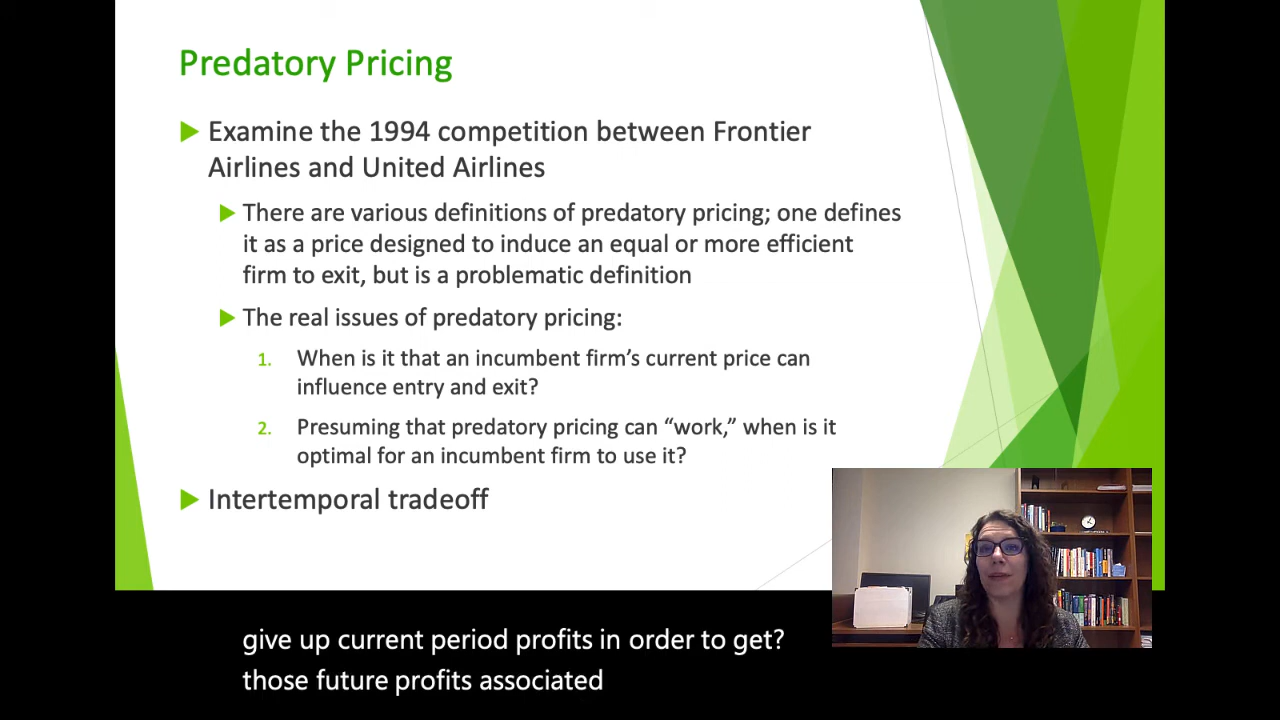 Predatory Pricing
Examine the 1994 competition between Frontier
Airlines and United Airlines
There are various definitions of predatory pricing; one defines
it as a price designed to induce an equal or more efficient
firm to exit, but is a problematic definition
The real issues of predatory pricing:
1. When is it that an incumbent firm's current price can
influence entry and exit?
2. Presuming that predatory pricing can “work,” when is it
optimal for an incumbent firm to use it?
Intertemporal tradeoff
give up current period profits in order to get?
those future profits associated